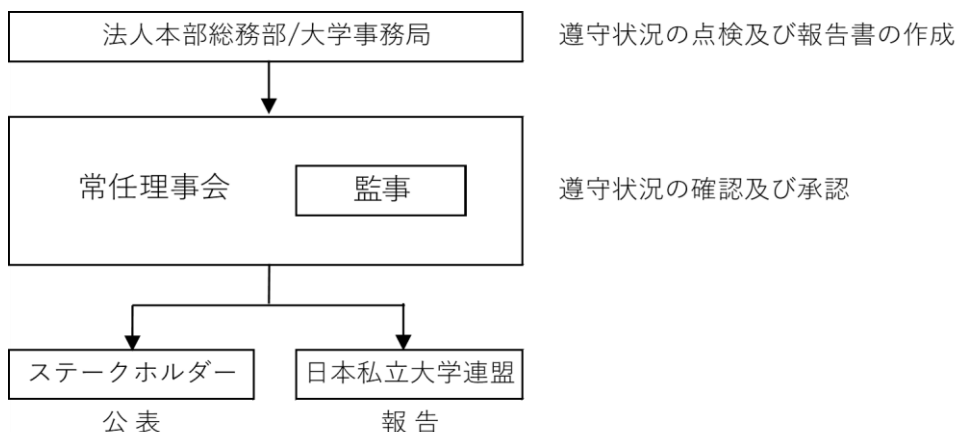 法人本部総務部/大学事務局
遵守状況の点検及び報告書の作成
常任理事会
監事
遵守状況の確認及び承認
ステークホルダー
日本私立大学連盟
公 表
報 告